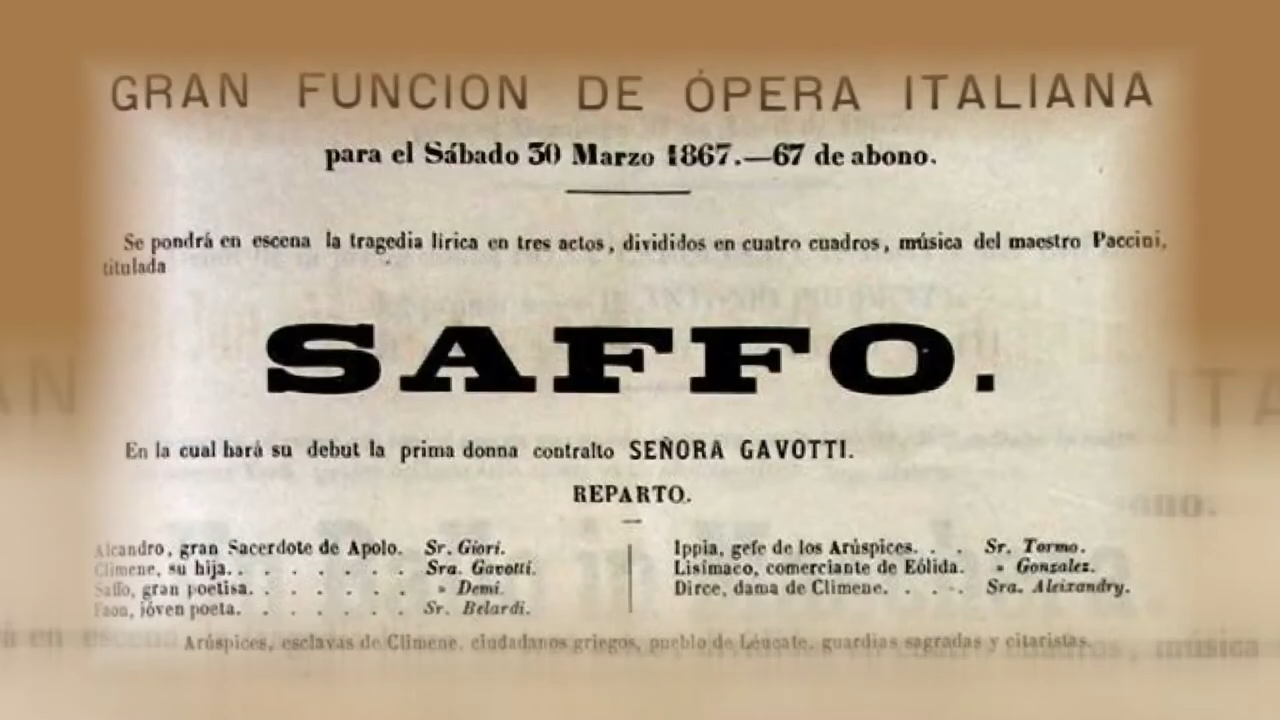 GRAN FUNCION DE ÓPERA ITALIANA
para el Sábado 30 Marzo 1867.—67 de abono.
Se pondrá en escena la tragedia lírica en tres actos, divididos en cuatro cuadros, música del maestro Paccini,
titulada
SAFFO.
En la cual hará su debut la prima donna contralto SEÑORA GAVOTTI.
REPARTO.
Alcandro, gran Sacerdote de Apolo. Sr. Giori.
Climene, su hija. . . . . . . . Sra. Gavotti.
Saffo, gran poetisa. . . . . . . » Demi.
Faon, jóven poeta. . . . . . . Sr. Belardi.
Ippia, gefe de los Arúspices. . . Sr. Tormo.
Lisímaco, comerciante de Eólida. » Gonzalez.
Dirce, dama de Climene. . . . . Sra. Aleixandry.
Arúspices, esclavas de Climene, ciudadanos griegos, pueblo de Léucate, guardias sagradas y citaristas.